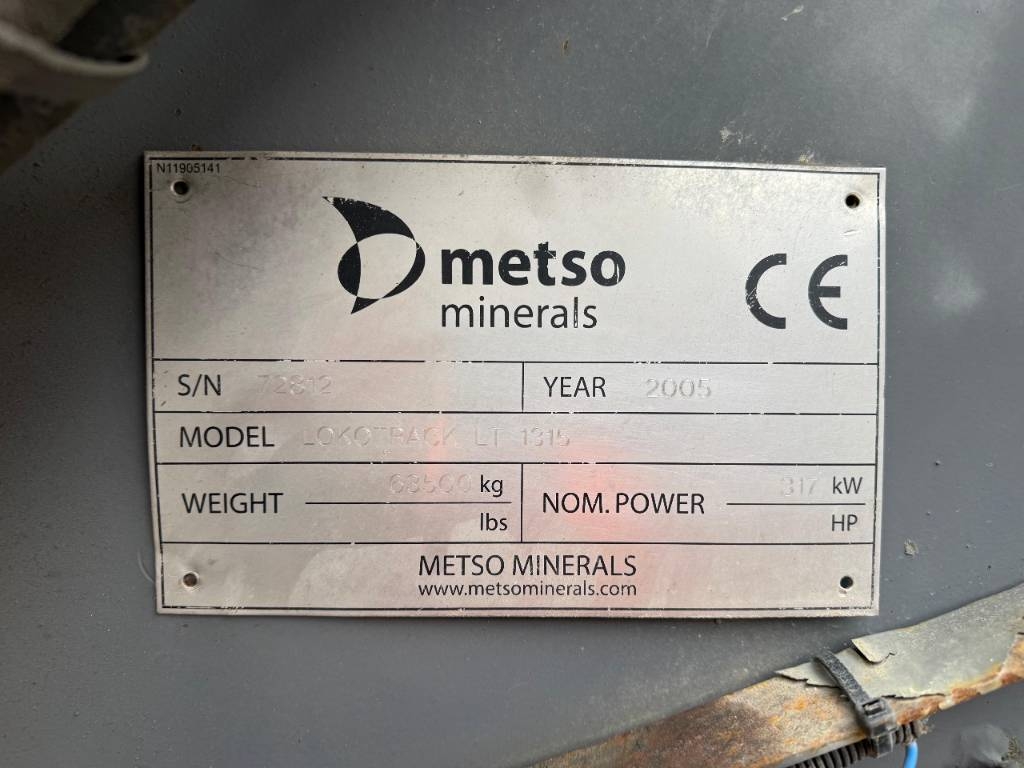 N11905141
metso
minerals
CE
S/N 72812 YEAR 2005
MODEL LOKOTRACK LT 1315
WEIGHT 68500 kg
lbs
NOM. POWER 317 kW
HP
METSO MINERALS
www.metsominerals.com